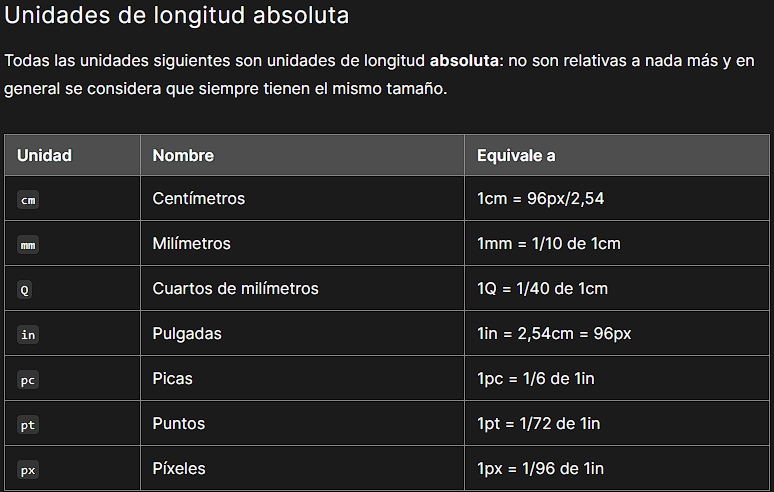 Unidades de longitud absoluta
Todas las unidades siguientes son unidades de longitud absoluta: no son relativas a nada más y en
general se considera que siempre tienen el mismo tamaño.
Unidad Nombre Equivale a
cm Centímetros 1cm = 96px/2,54
mm Milímetros 1mm = 1/10 de 1cm
Q Cuartos de milímetros 1Q = 1/40 de 1cm
in Pulgadas 1in = 2,54cm = 96px
pc Picas 1pc = 1/6 de 1in
pt Puntos 1pt = 1/72 de 1in
px Píxeles 1px = 1/96 de 1in